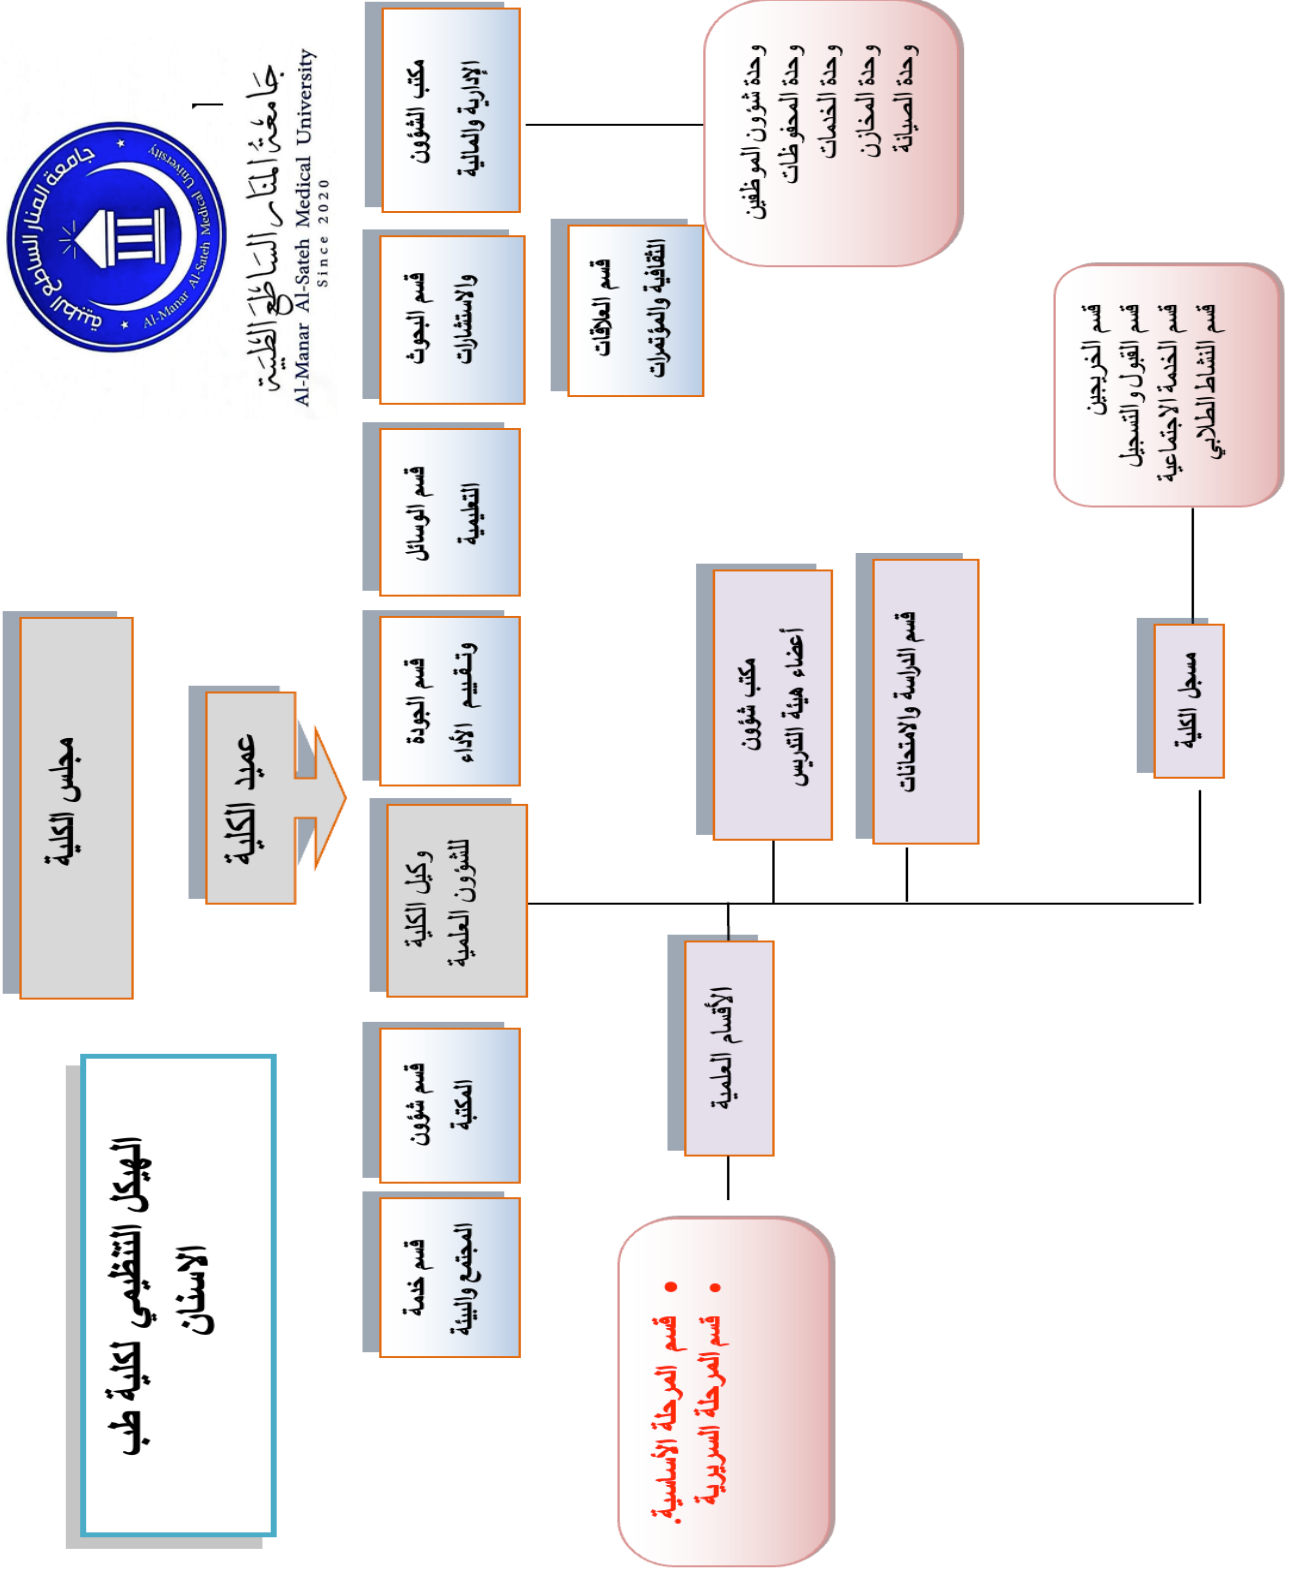 جامعة المنار الساطع الطبية
Al-Manar Al-Sateh Medical University
جامعة المنار الساطع الطبية
Al-Manar Al-Sateh Medical University
Since 2020
الهيكل التنظيمي لكلية طب
الاسنان
مجلس الكلية
عميد الكلية
مكتب الشؤون
الإدارية والمالية
قسم البحوث
والاستشارات
قسم الوسائل
التعليمية
قسم الجودة
وتقييم الأداء
وكيل الكلية
للشؤون العلمية
قسم شؤون
المكتبة
قسم خدمة
المجتمع والبيئة
قسم العلاقات
الثقافية والمؤتمرات
وحدة شؤون الموظفين
وحدة المحفوظات
وحدة الخدمات
وحدة المخازن
وحدة الصيانة
مكتب شؤون
أعضاء هيئة التدريس
قسم الدراسة والامتحانات
الأقسام العلمية
• قسم المرحلة الأساسية.
• قسم المرحلة السريرية
مسجل الكلية
قسم الخريجين
قسم القبول والتسجيل
قسم الخدمة الاجتماعية
قسم النشاط الطلابي